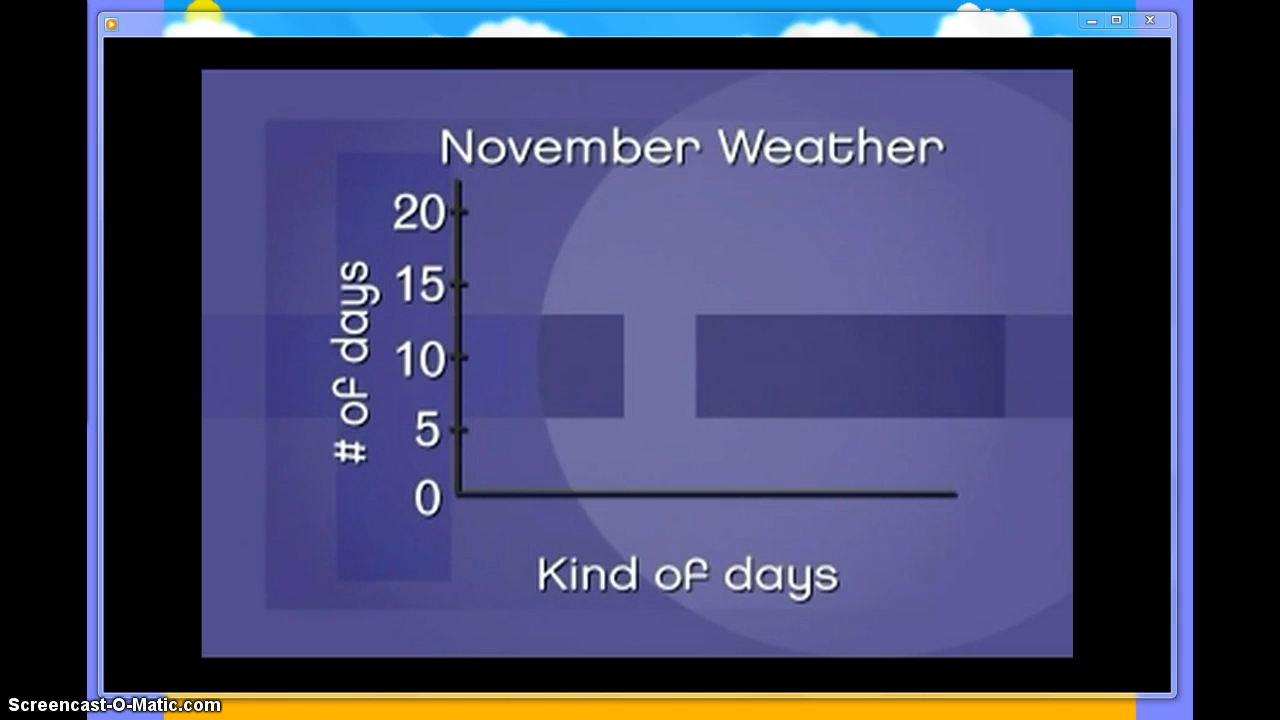 November Weather
20
15
10
5
0
# of days
Kind of days
Screencast-O-Matic.com